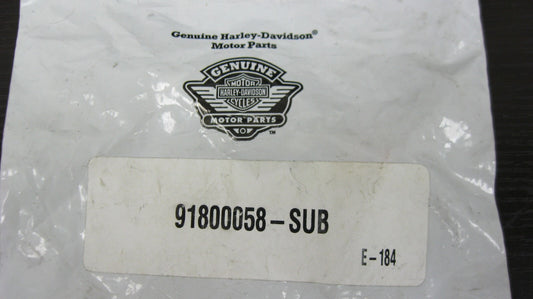 Genuine Harley-Davidson®
Motor Parts
GENUINE
MOTOR
HARLEY-DAVIDSON
CYCLES
MOTOR PARTS
91800058-SUB
E-184